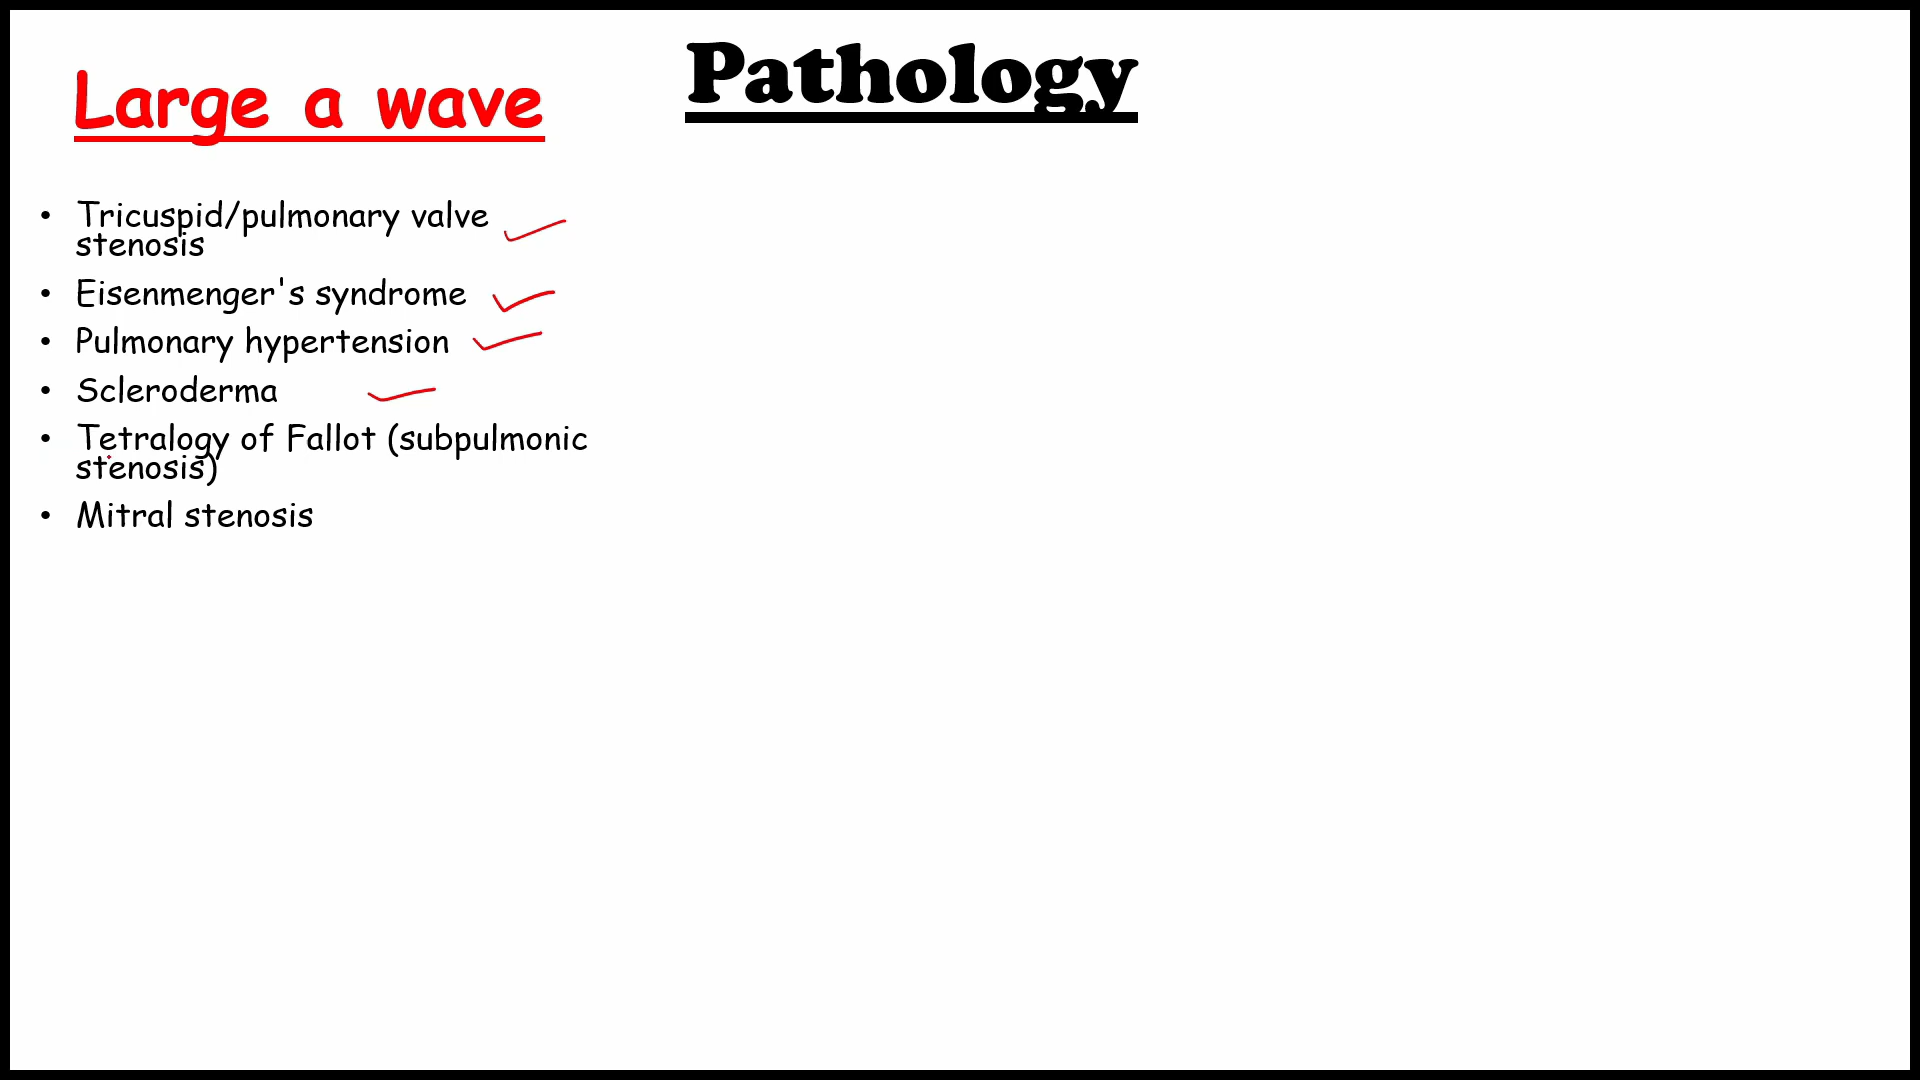 Pathology
Large a wave
• Tricuspid/pulmonary valve
stenosis
• Eisenmenger's syndrome
• Pulmonary hypertension
• Scleroderma
• Tetralogy of Fallot (subpulmonic
stenosis)
• Mitral stenosis